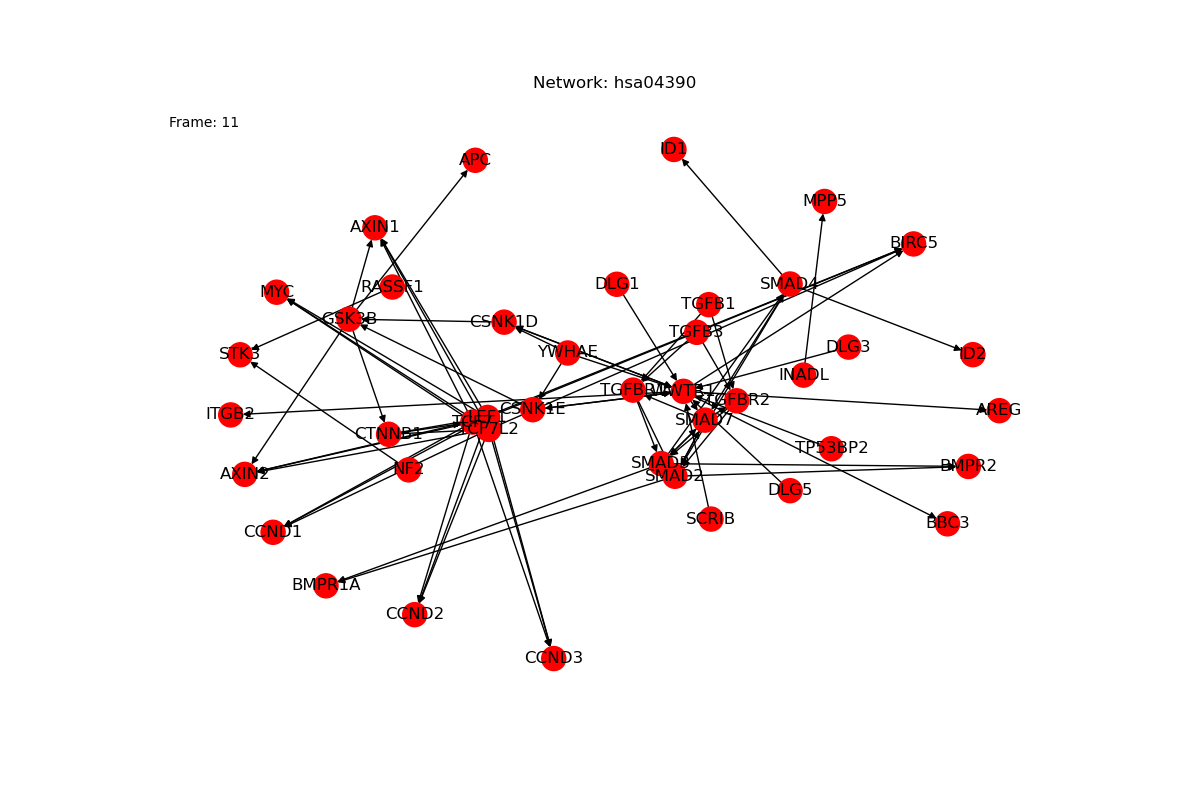 Network: hsa04390
Frame: 11
ID1
APC
MPP5
AXIN1
BIRC5
DLG1
SMAD4
RASSF1
MYC
TGFB1
GSK3B
CSNK1D
TGFB3
DLG3
YWHAE
STK3
ID2
INADL
TGFBR1
WWTR1
TGFBR2
CSNK1E
AREG
ITGB2
LEF1
SMAD7
TCF7L2
CTNNB1
TP53BP2
SMAD3
BMPR2
NF2
AXIN2
SMAD2
DLG5
SCRIB
BBC3
CCND1
BMPR1A
CCND2
CCND3